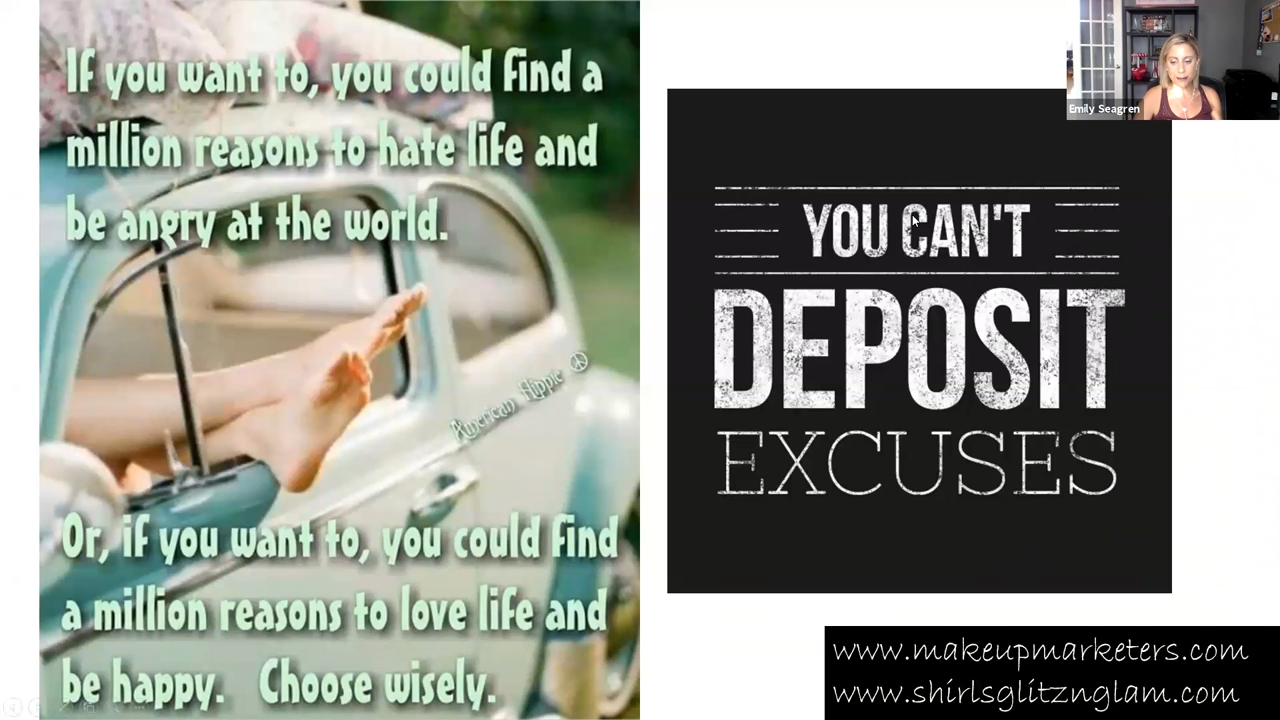 If you want to, you could find a
million reasons to hate life and
be angry at the world.
American Hippie
Or, if you want to, you could find
a million reasons to love life and
be happy. Choose wisely.
Emily Seagren
YOU CAN'T
DEPOSIT
EXCUSES
www.makeupmarketers.com
www.shirlsglitznglam.com